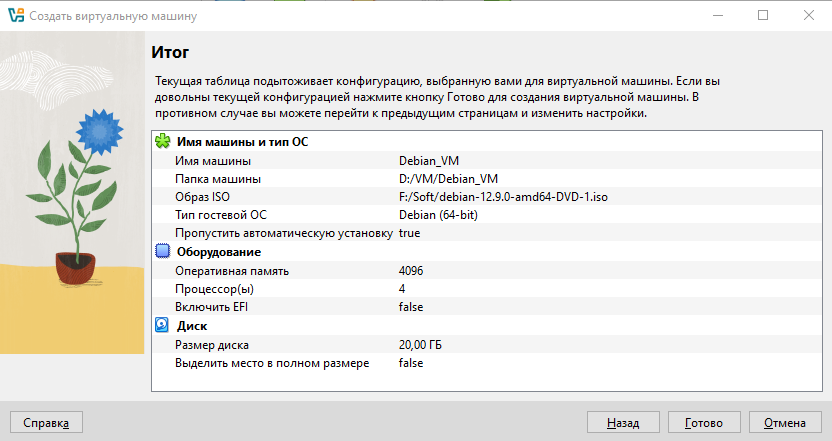 Создать виртуальную машину
Итог
Текущая таблица подытоживает конфигурацию, выбранную вами для виртуальной машины. Если вы
довольны текущей конфигурацией нажмите кнопку Готово для создания виртуальной машины. В
противном случае вы можете перейти к предыдущим страницам и изменить настройки.
Имя машины и тип ОС
Имя машины Debian_VM
Папка машины D:/VM/Debian_VM
Образ ISO F:/Soft/debian-12.9.0-amd64-DVD-1.iso
Тип гостевой ОС Debian (64-bit)
Пропустить автоматическую установку true
Оборудование
Оперативная память 4096
Процессор(ы) 4
Включить EFI false
Диск
Размер диска 20,00 ГБ
Выделить место в полном размере false
Справка Назад Готово Отмена